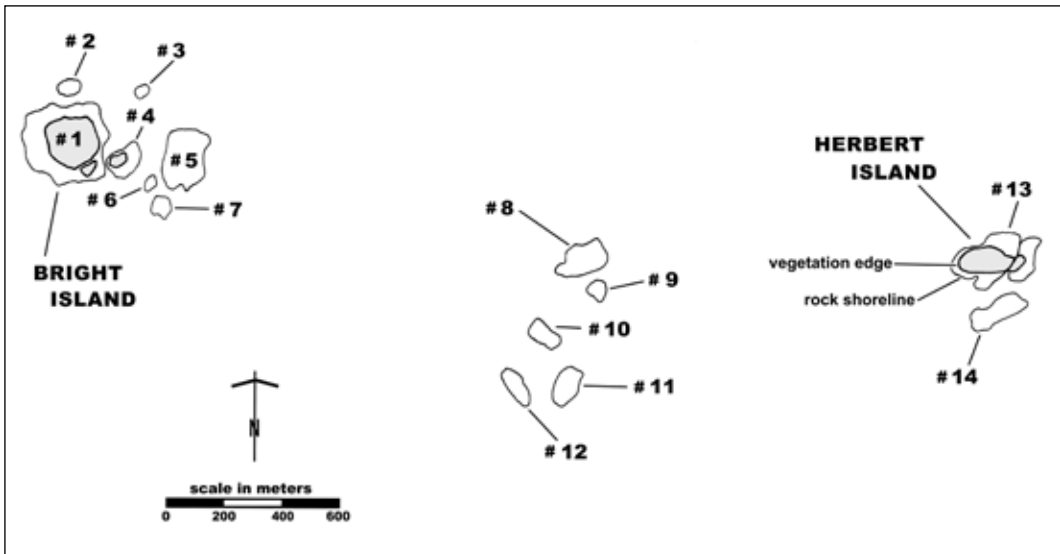 # 2
# 3
# 4
# 1
# 5
# 6
# 7
BRIGHT
ISLAND
# 8
# 9
# 10
# 11
# 12
HERBERT
ISLAND
# 13
vegetation edge
rock shoreline
# 14
N
scale in meters
0 200 400 600